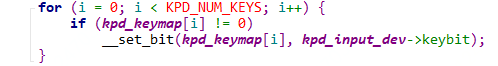 for (i = 0; i < KPD_NUM_KEYS; i++) {
    if (kpd_keymap[i] != 0)
        __set_bit(kpd_keymap[i], kpd_input_dev->keybit);
}